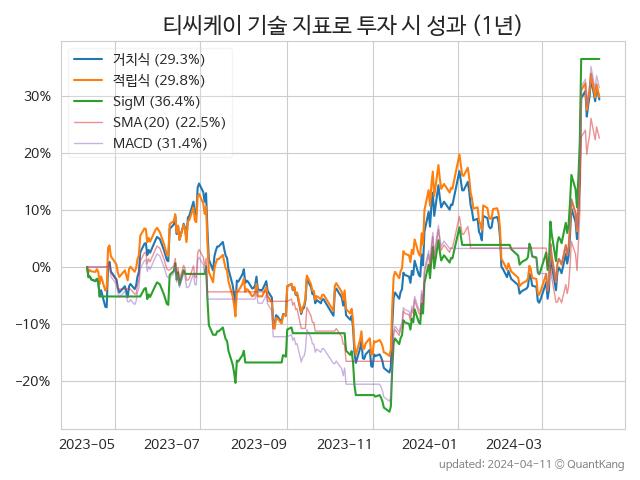 티씨케이 기술 지표로 투자 시 성과 (1년)
거치식 (29.3%)
적립식 (29.8%)
SigM (36.4%)
SMA(20) (22.5%)
MACD (31.4%)
30%
20%
10%
0%
−10%
−20%
2023-05
2023-07
2023-09
2023-11
2024-01
2024-03
updated: 2024-04-11 © QuantKang